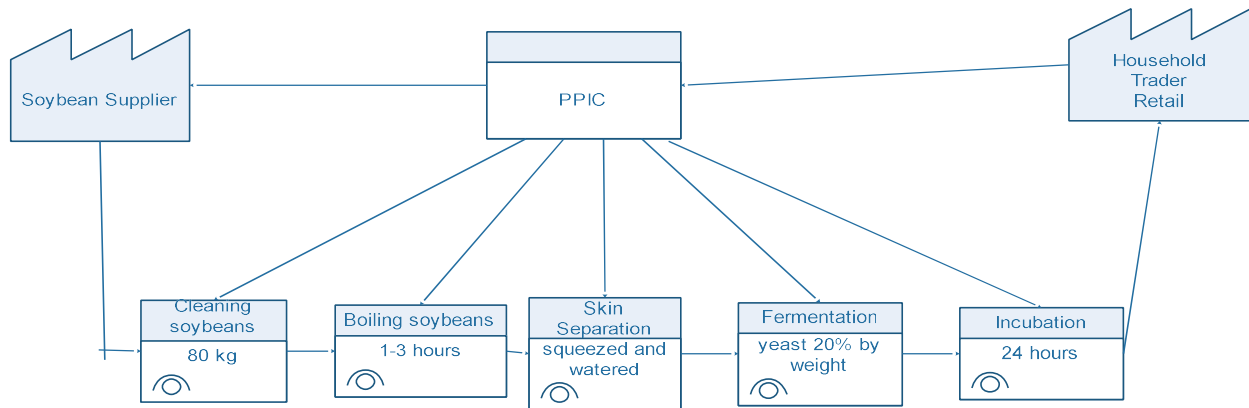 Soybean Supplier
PPIC
Household
Trader
Retail
Cleaning
soybeans
80 kg
Boiling soybeans
1-3 hours
Skin
Separation
squeezed and
watered
Fermentation
yeast 20% by
weight
Incubation
24 hours